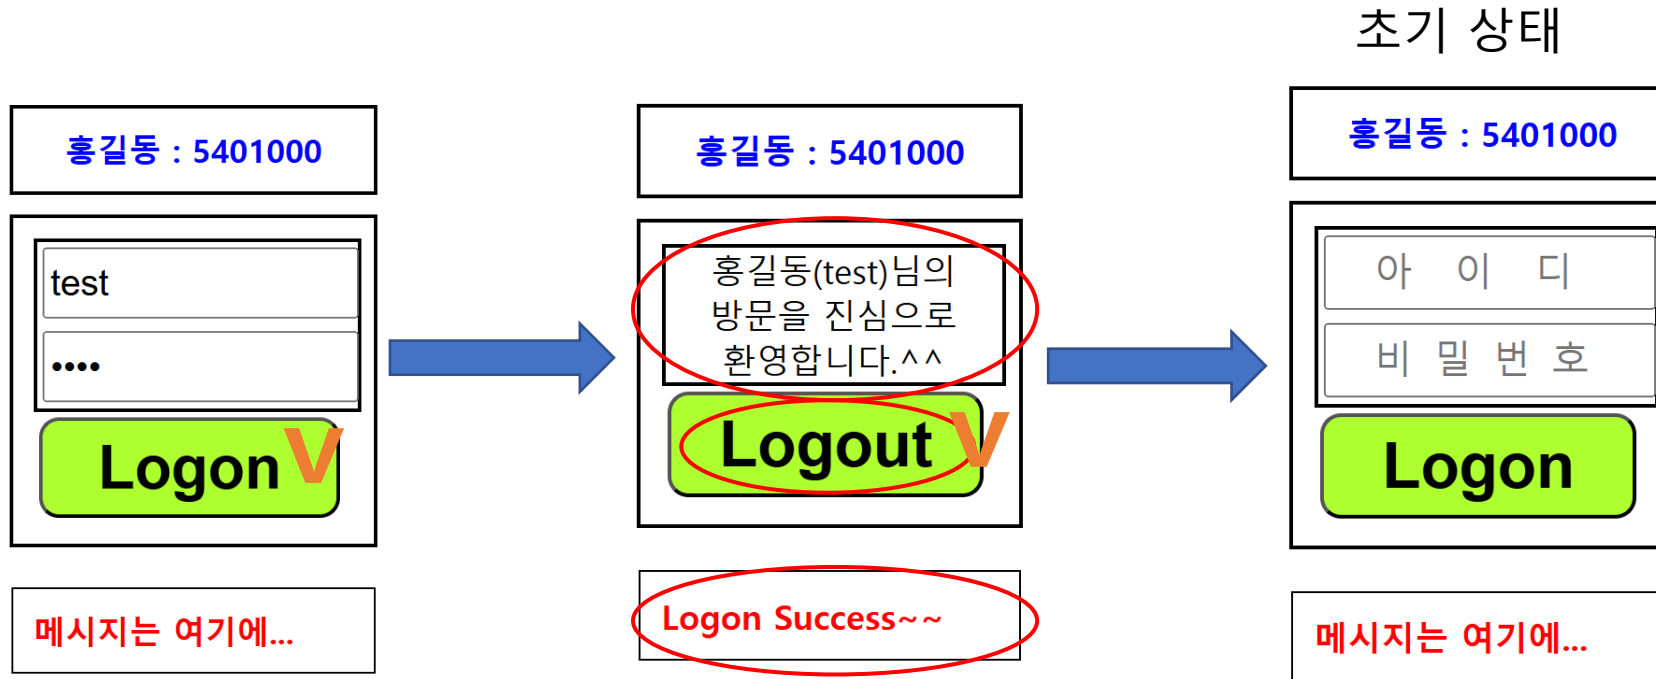 초기 상태
홍길동 : 5401000
test
••••
Logon V
메시지는 여기에...
홍길동 : 5401000
홍길동(test)님의
방문을 진심으로
환영합니다.^^
Logout V
Logon Success~~
홍길동 : 5401000
아 이 디
비 밀 번 호
Logon
메시지는 여기에...